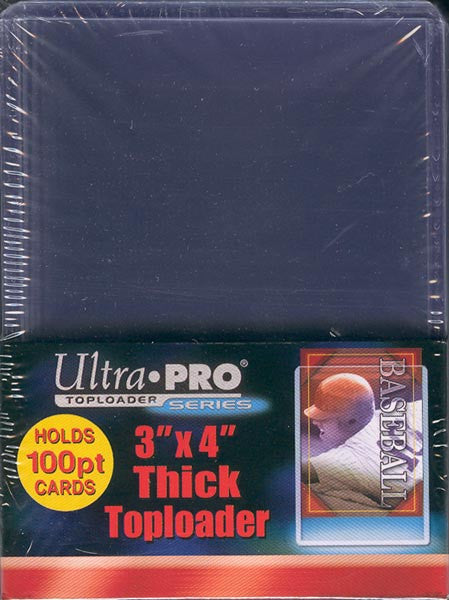 Ultra•PRO®
TOPLOADER SERIES
HOLDS
100pt
CARDS
3"x 4"
Thick
Toploader
BASEBALL